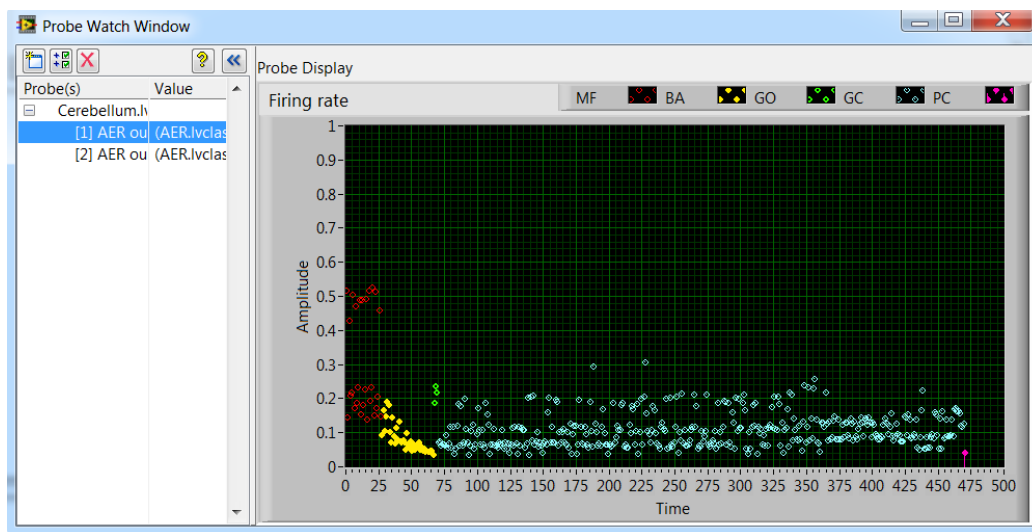 Probe Watch Window
Probe Display
Probe(s) Value
Cerebellum.lv
[1] AER ou (AER.lvclas
[2] AER ou (AER.lvclas
Firing rate MF BA GO GC PC
1
0.9
0.8
0.7
0.6
0.5
0.4
0.3
0.2
0.1
0
Amplitude
0 25 50 75 100 125 150 175 200 225 250 275 300 325 350 375 400 425 450 475 500
Time